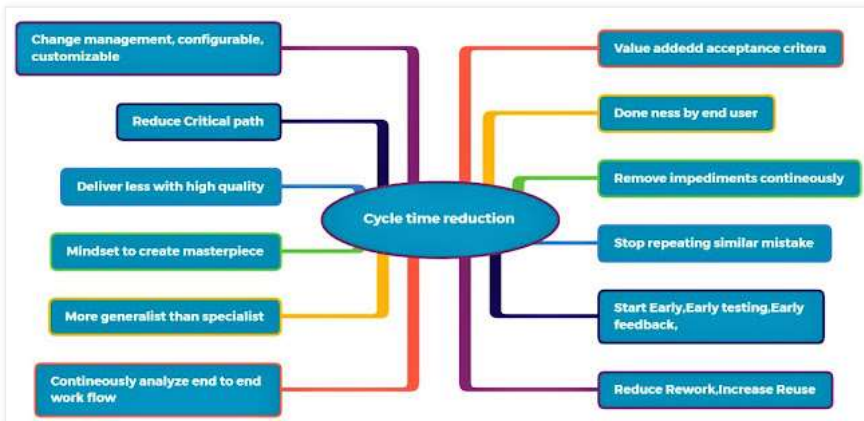 Change management, configurable,
customizable
Reduce Critical path
Deliver less with high quality
Mindset to create masterpiece
More generalist than specialist
Contineously analyze end to end
work flow
Cycle time reduction
Value addedd acceptance critera
Done ness by end user
Remove impediments contineously
Stop repeating similar mistake
Start Early,Early testing,Early
feedback,
Reduce Rework,Increase Reuse